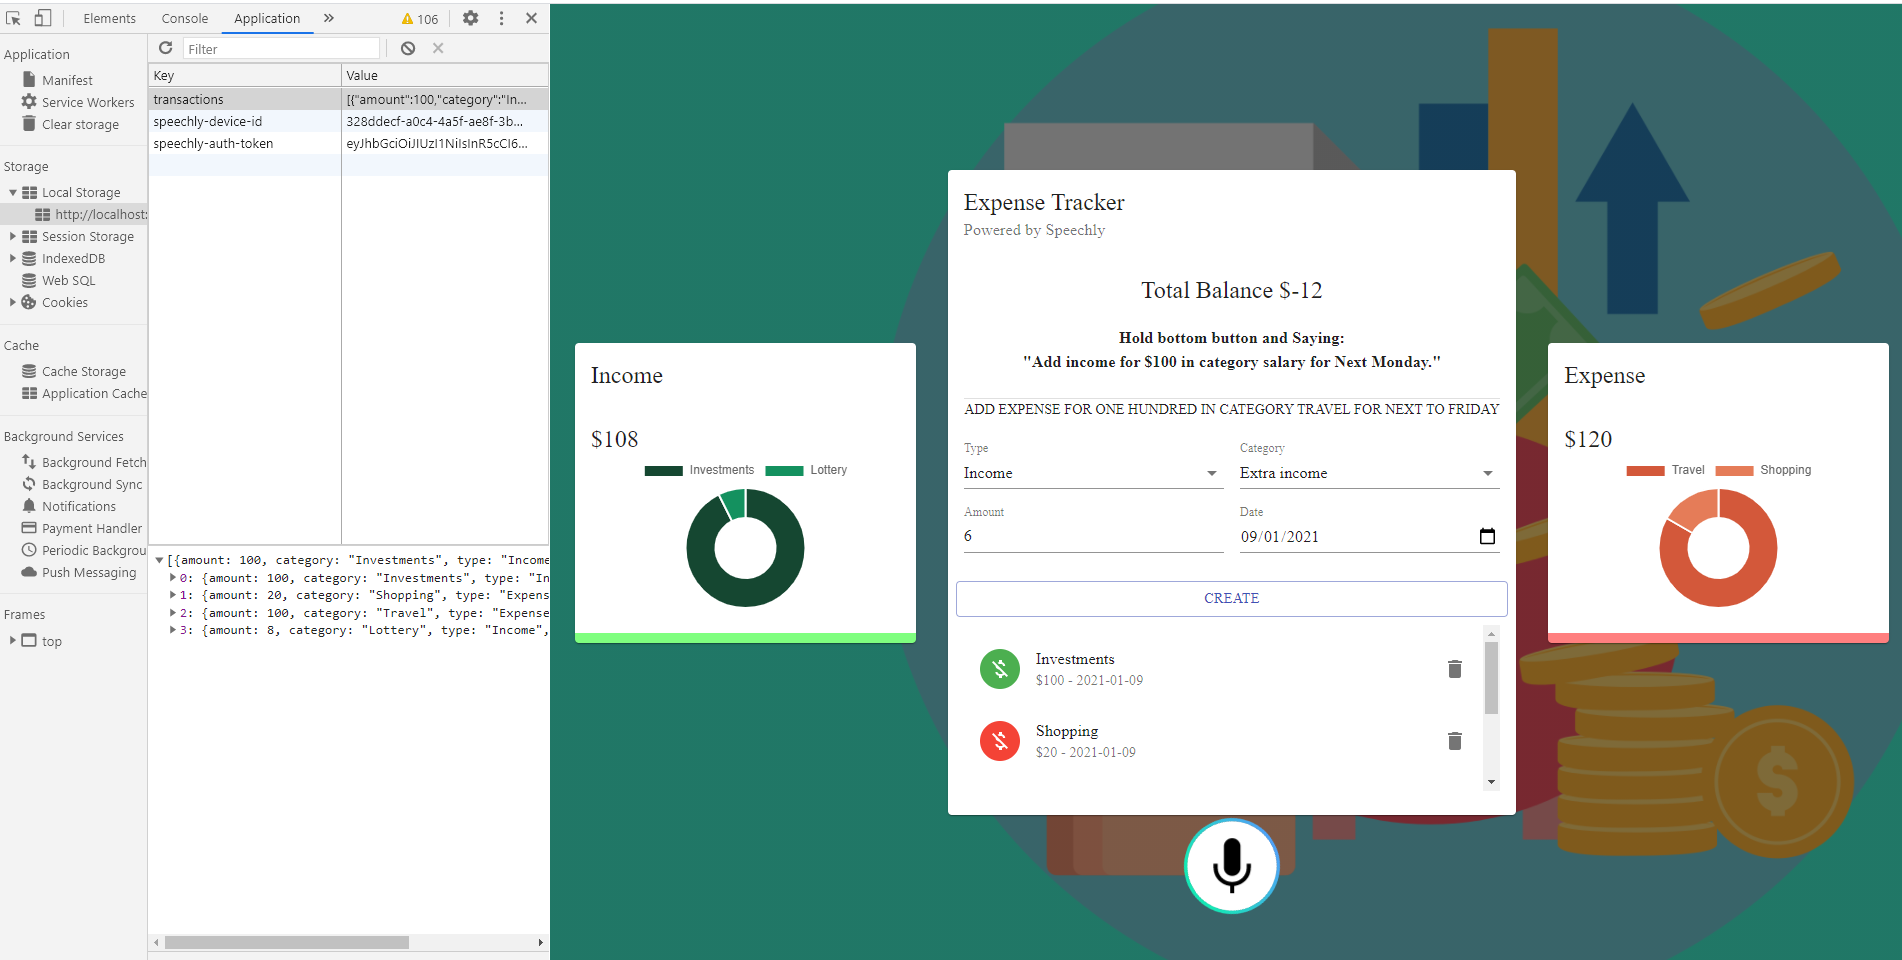 Elements Console Application » 106
Filter
Application
Manifest
Service Workers
Clear storage
Storage
Local Storage
http://localhost:
Session Storage
IndexedDB
Web SQL
Cookies
Cache
Cache Storage
Application Cache
Background Services
Background Fetch
Background Sync
Notifications
Payment Handler
Periodic Backgrou
Push Messaging
Frames
top
Key Value
transactions [{"amount":100,"category":"In...
speechly-device-id 328ddecf-a0c4-4a5f-ae8f-3b...
speechly-auth-token eyJhbGciOiJIUzI1NiIsInR5cCI6...
[{amount: 100, category: "Investments", type: "Income
0: {amount: 100, category: "Investments", type: "In
1: {amount: 20, category: "Shopping", type: "Expens
2: {amount: 100, category: "Travel", type: "Expense
3: {amount: 8, category: "Lottery", type: "Income",
Income
$108
Investments Lottery
Expense Tracker
Powered by Speechly
Total Balance $-12
Hold bottom button and Saying:
"Add income for $100 in category salary for Next Monday."
ADD EXPENSE FOR ONE HUNDRED IN CATEGORY TRAVEL FOR NEXT TO FRIDAY
Type Category
Income Extra income
Amount Date
6 09/01/2021
CREATE
Investments
$100 - 2021-01-09
Shopping
$20 - 2021-01-09
Expense
$120
Travel Shopping
$